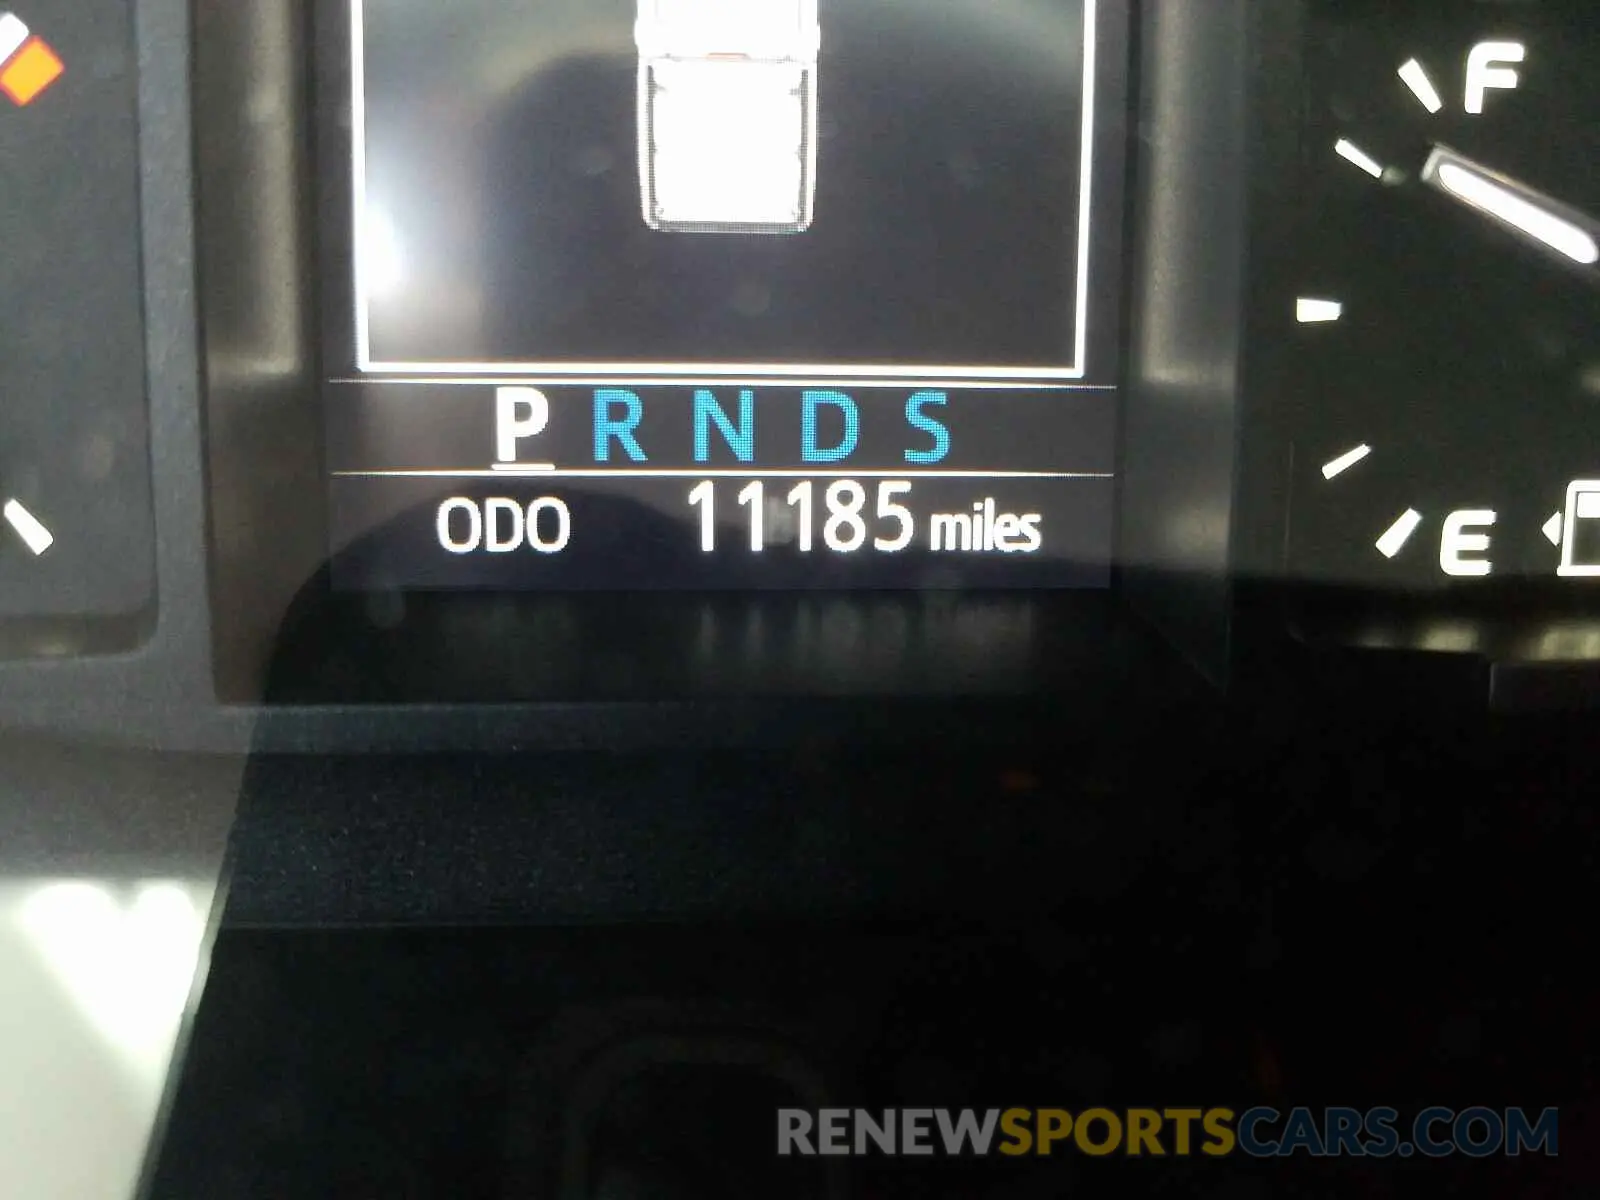 F
P R N D S
ODO 11185 miles
E
RENEWSPORTSCARS.COM